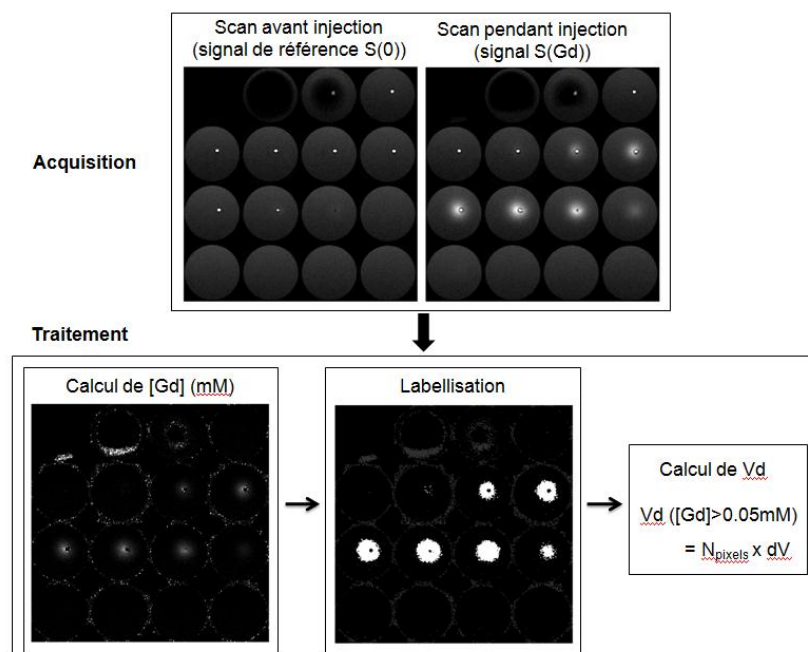 Scan avant injection
(signal de référence S(0))
Scan pendant injection
(signal S(Gd))
Acquisition
Traitement
Calcul de [Gd] (mM)
Labellisation
Calcul de Vd
Vd ([Gd]>0.05mM)
= Npixels x dV